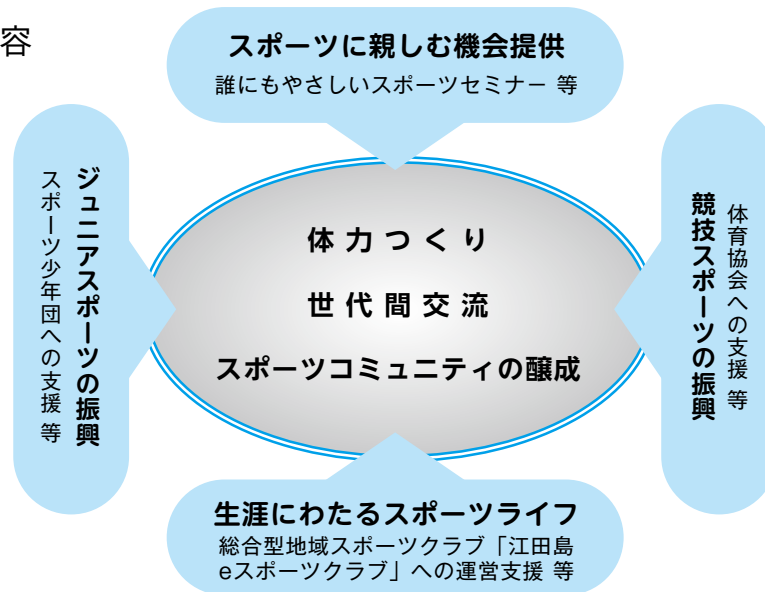 容
スポーツに親しむ機会提供
誰にもやさしいスポーツセミナー 等
ジュニアスポーツの振興
スポーツ少年団への支援 等
体力つくり
世代間交流
スポーツコミュニティの醸成
体育協会への支援 等
競技スポーツの振興
生涯にわたるスポーツライフ
総合型地域スポーツクラブ「江田島
eスポーツクラブ」への運営支援 等